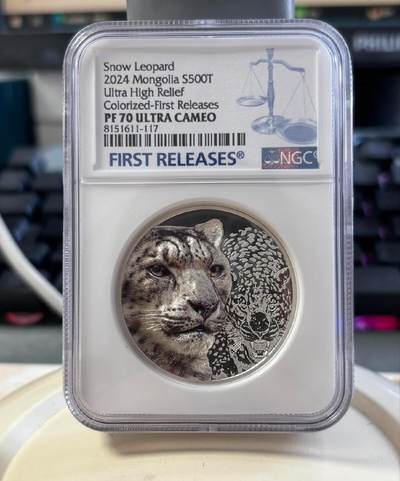 Snow Leopard
2024 Mongolia S500T
Ultra High Relief
Colorized-First Releases
PF 70 ULTRA CAMEO
8151611-117
FIRST RELEASES®
NGC
PHILIP